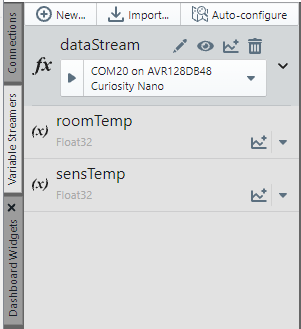 New...
Import...
Auto-configure
Connections
Variable Streamers
Dashboard Widgets
fx
dataStream
COM20 on AVR128DB48
Curiosity Nano
(x)
roomTemp
Float32
(x)
sensTemp
Float32